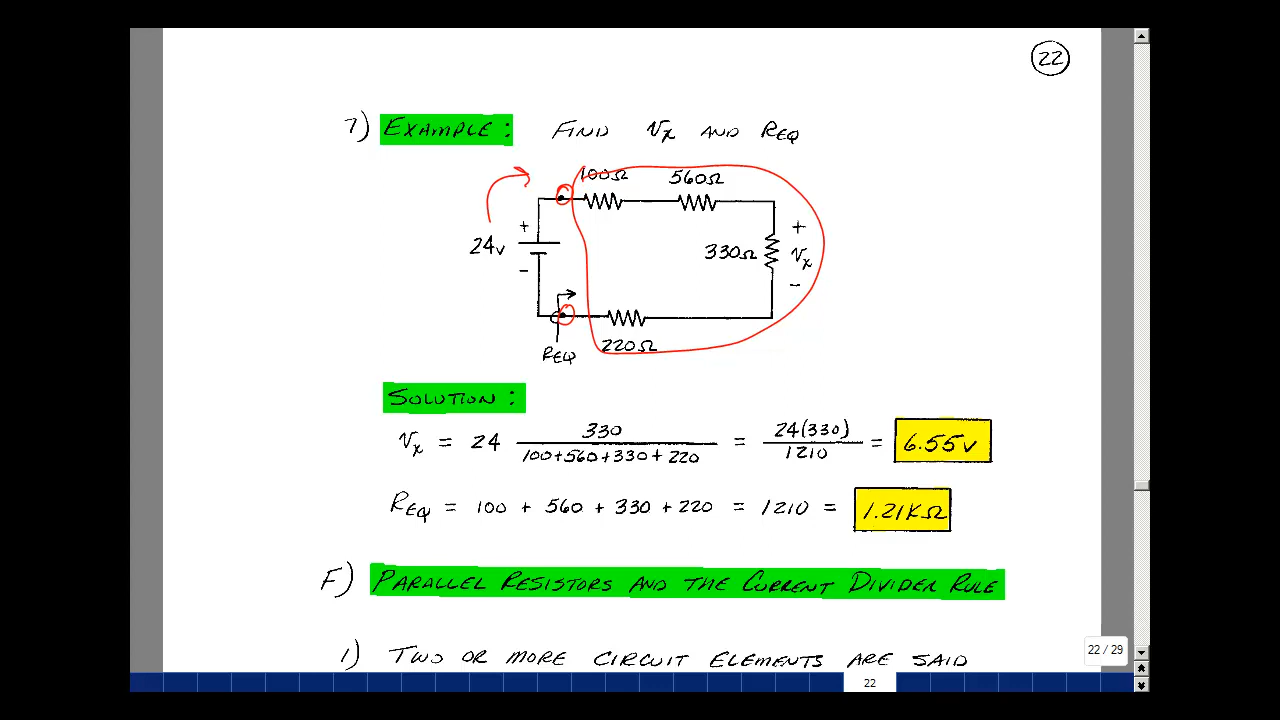 22
7) EXAMPLE: FIND Vx AND REQ
100Ω 560Ω
+ +
24V 330Ω Vx
- -
220Ω
REQ
SOLUTION:
Vx = 24 330 / 100+560+330+220 = 24(330) / 1210 = 6.55V
REQ = 100 + 560 + 330 + 220 = 1210 = 1.21KΩ
F) PARALLEL RESISTORS AND THE CURRENT DIVIDER RULE
1) TWO OR MORE CIRCUIT ELEMENTS ARE SAID
22 / 29
22